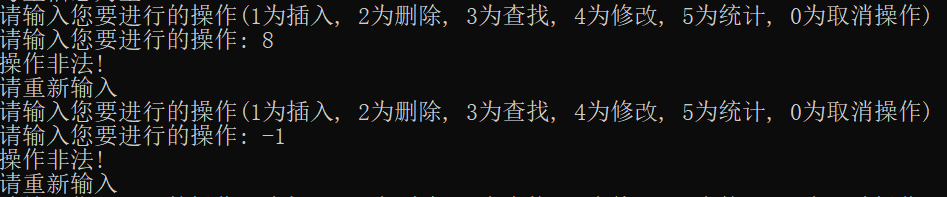 请输入您要进行的操作(1为插入, 2为删除, 3为查找, 4为修改, 5为统计, 0为取消操作)
请输入您要进行的操作: 8
操作非法!
请重新输入
请输入您要进行的操作(1为插入, 2为删除, 3为查找, 4为修改, 5为统计, 0为取消操作)
请输入您要进行的操作: -1
操作非法!
请重新输入